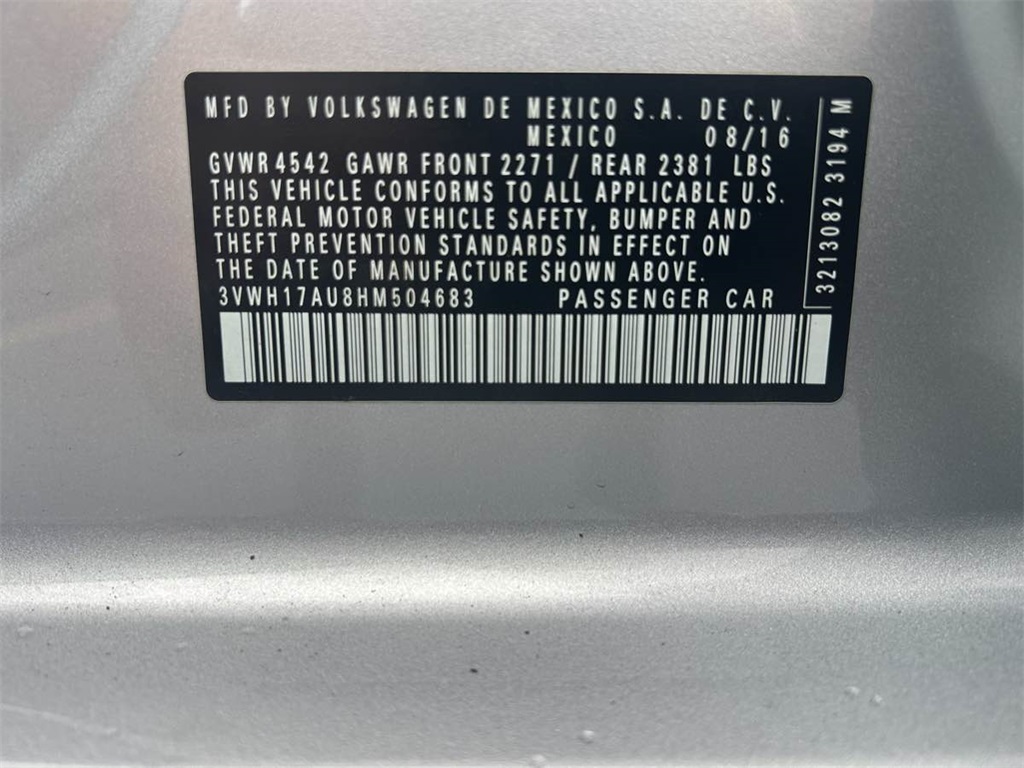 MFD BY VOLKSWAGEN DE MEXICO S.A. DE C.V.
MEXICO 08/16
GVWR 4542 GAWR FRONT 2271 / REAR 2381 LBS
THIS VEHICLE CONFORMS TO ALL APPLICABLE U.S.
FEDERAL MOTOR VEHICLE SAFETY, BUMPER AND
THEFT PREVENTION STANDARDS IN EFFECT ON
THE DATE OF MANUFACTURE SHOWN ABOVE.
3VWH17AU8HM504683 PASSENGER CAR
3213082 3194 M